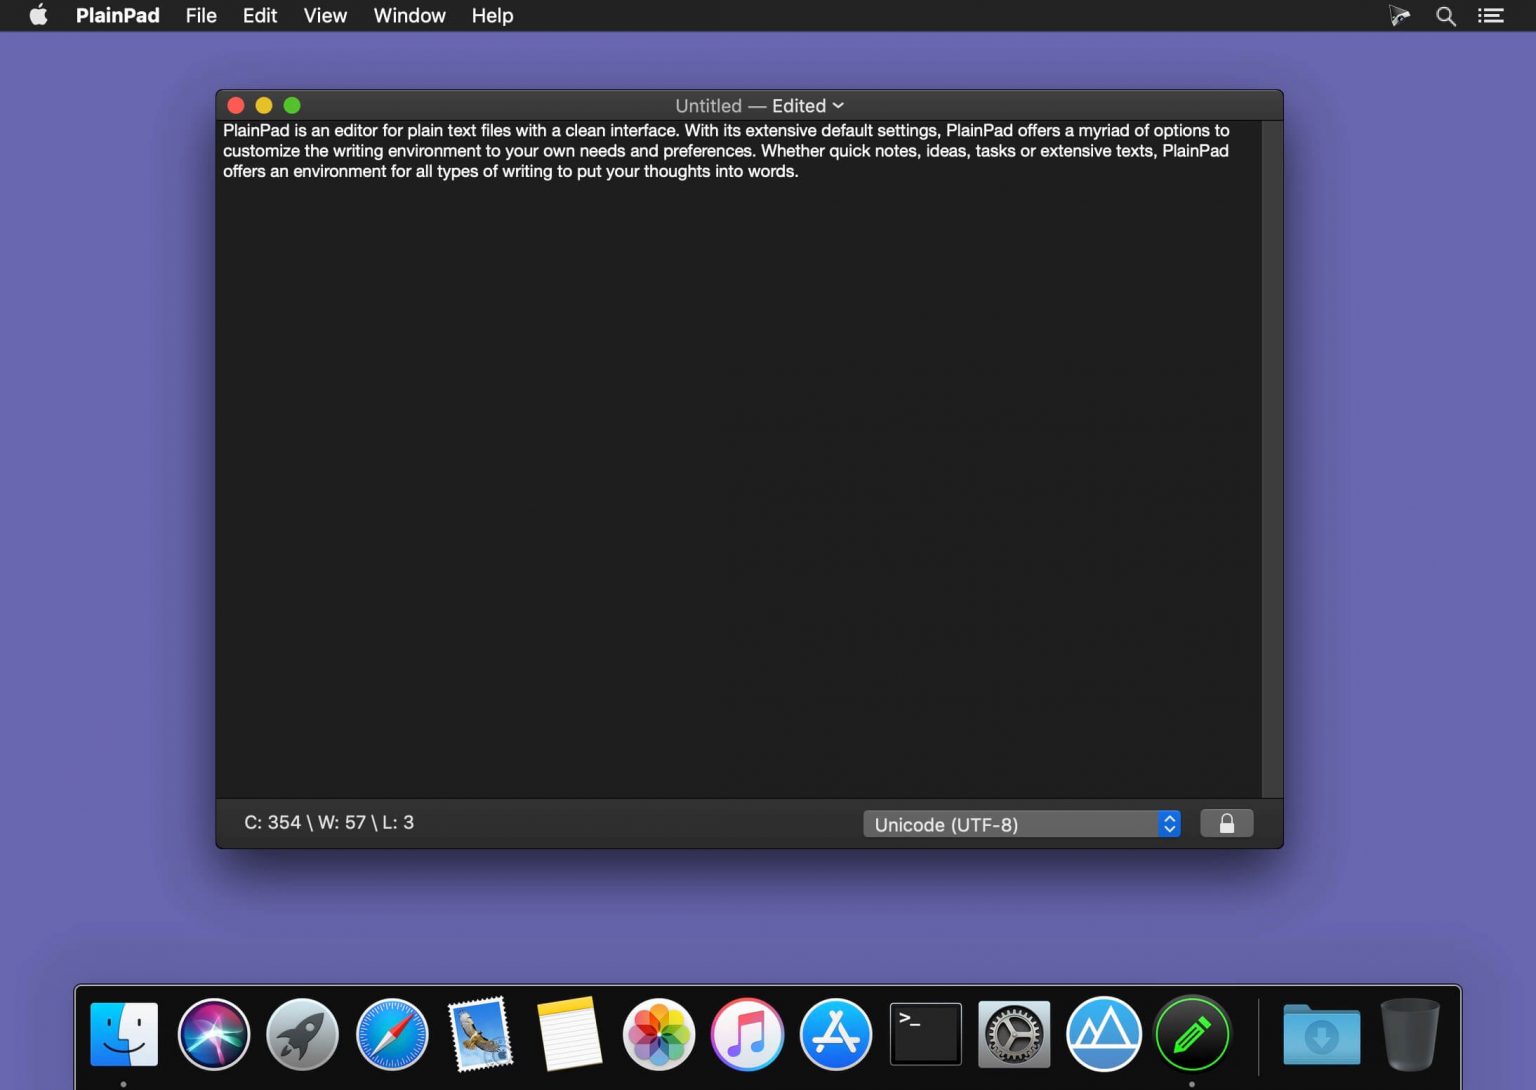 PlainPad File Edit View Window Help
Untitled — Edited
PlainPad is an editor for plain text files with a clean interface. With its extensive default settings, PlainPad offers a myriad of options to
customize the writing environment to your own needs and preferences. Whether quick notes, ideas, tasks or extensive texts, PlainPad
offers an environment for all types of writing to put your thoughts into words.
C: 354 \ W: 57 \ L: 3
Unicode (UTF-8)
>_